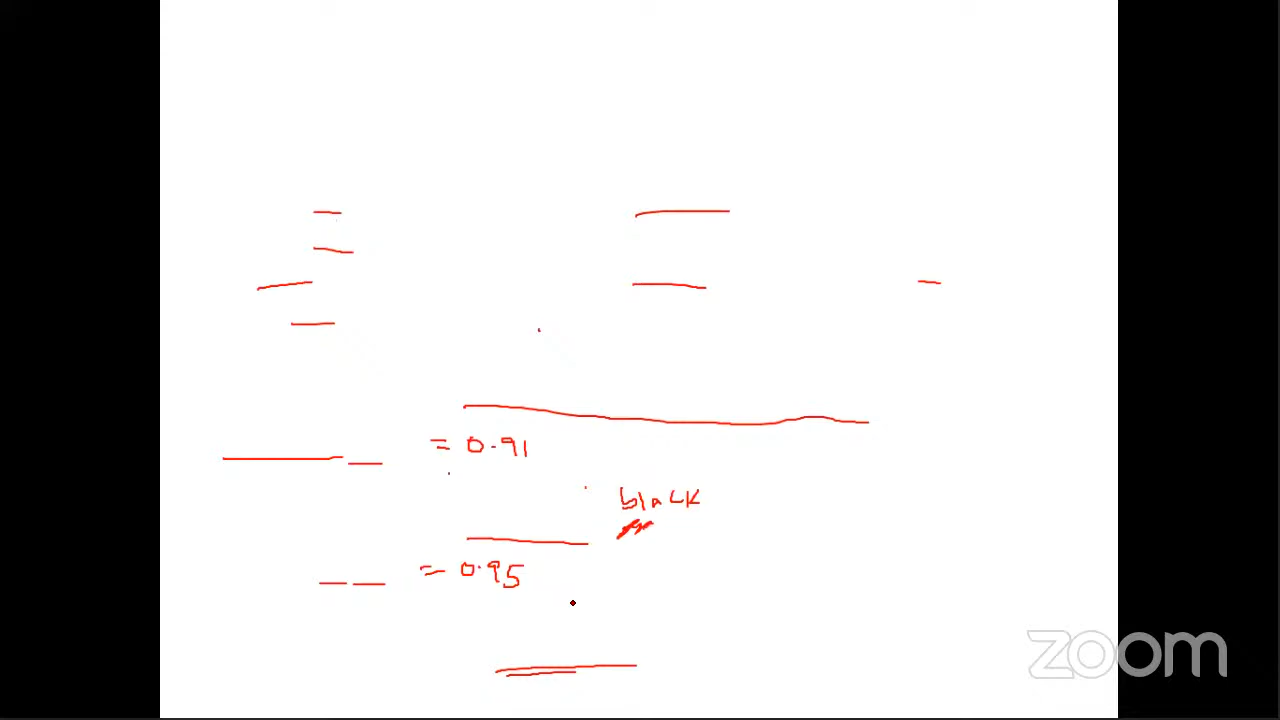 = 0.91
black
= 0.95
zoom